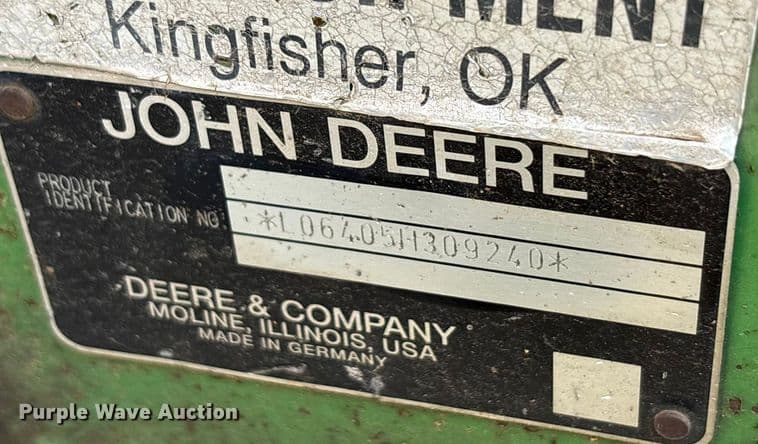 MENT
Kingfisher, OK
JOHN DEERE
PRODUCT
IDENTIFICATION NO.
*L06405H309240*
DEERE & COMPANY
MOLINE, ILLINOIS, USA
MADE IN GERMANY
Purple Wave Auction